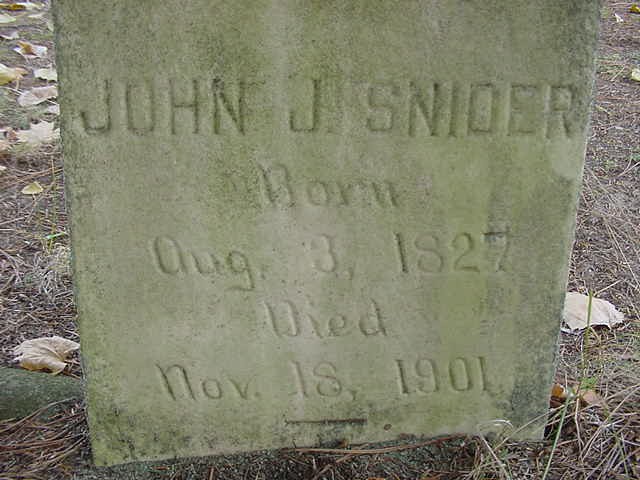 JOHN J. SNIDER
Born
Aug. 3, 1827
Died
Nov. 18, 1901